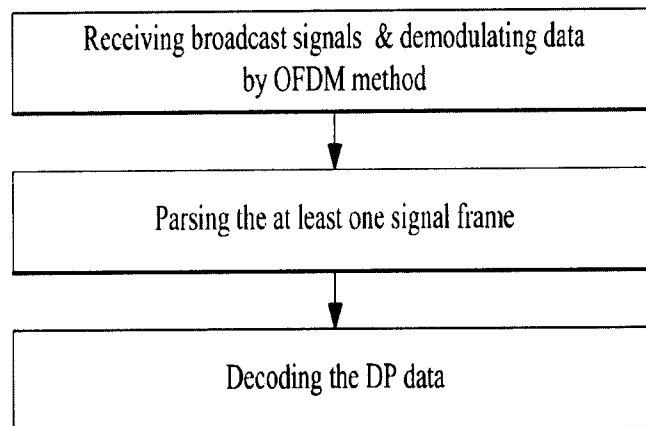 Receiving broadcast signals & demodulating data
by OFDM method
Parsing the at least one signal frame
Decoding the DP data